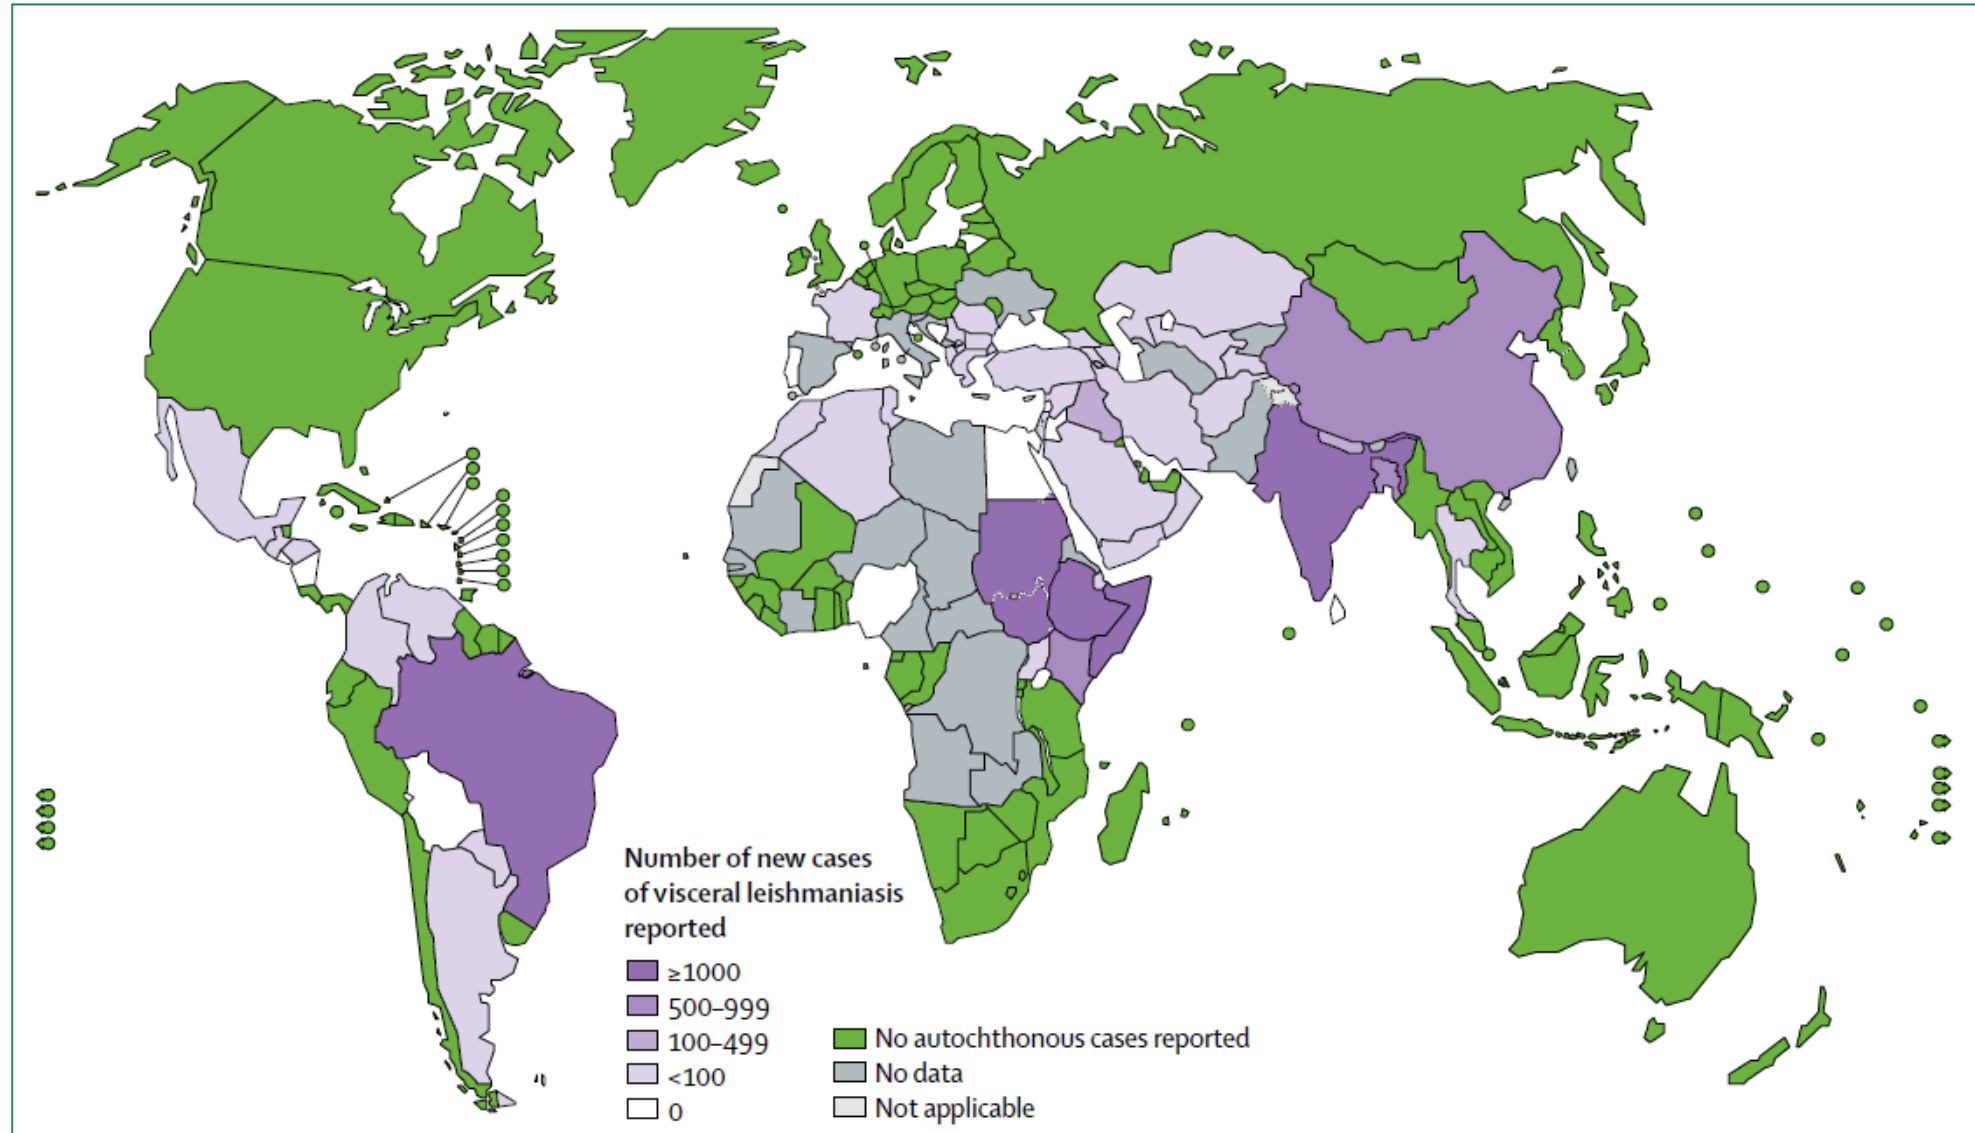 Number of new cases
of visceral leishmaniasis
reported
≥1000
500–999
100–499
<100
0
No autochthonous cases reported
No data
Not applicable